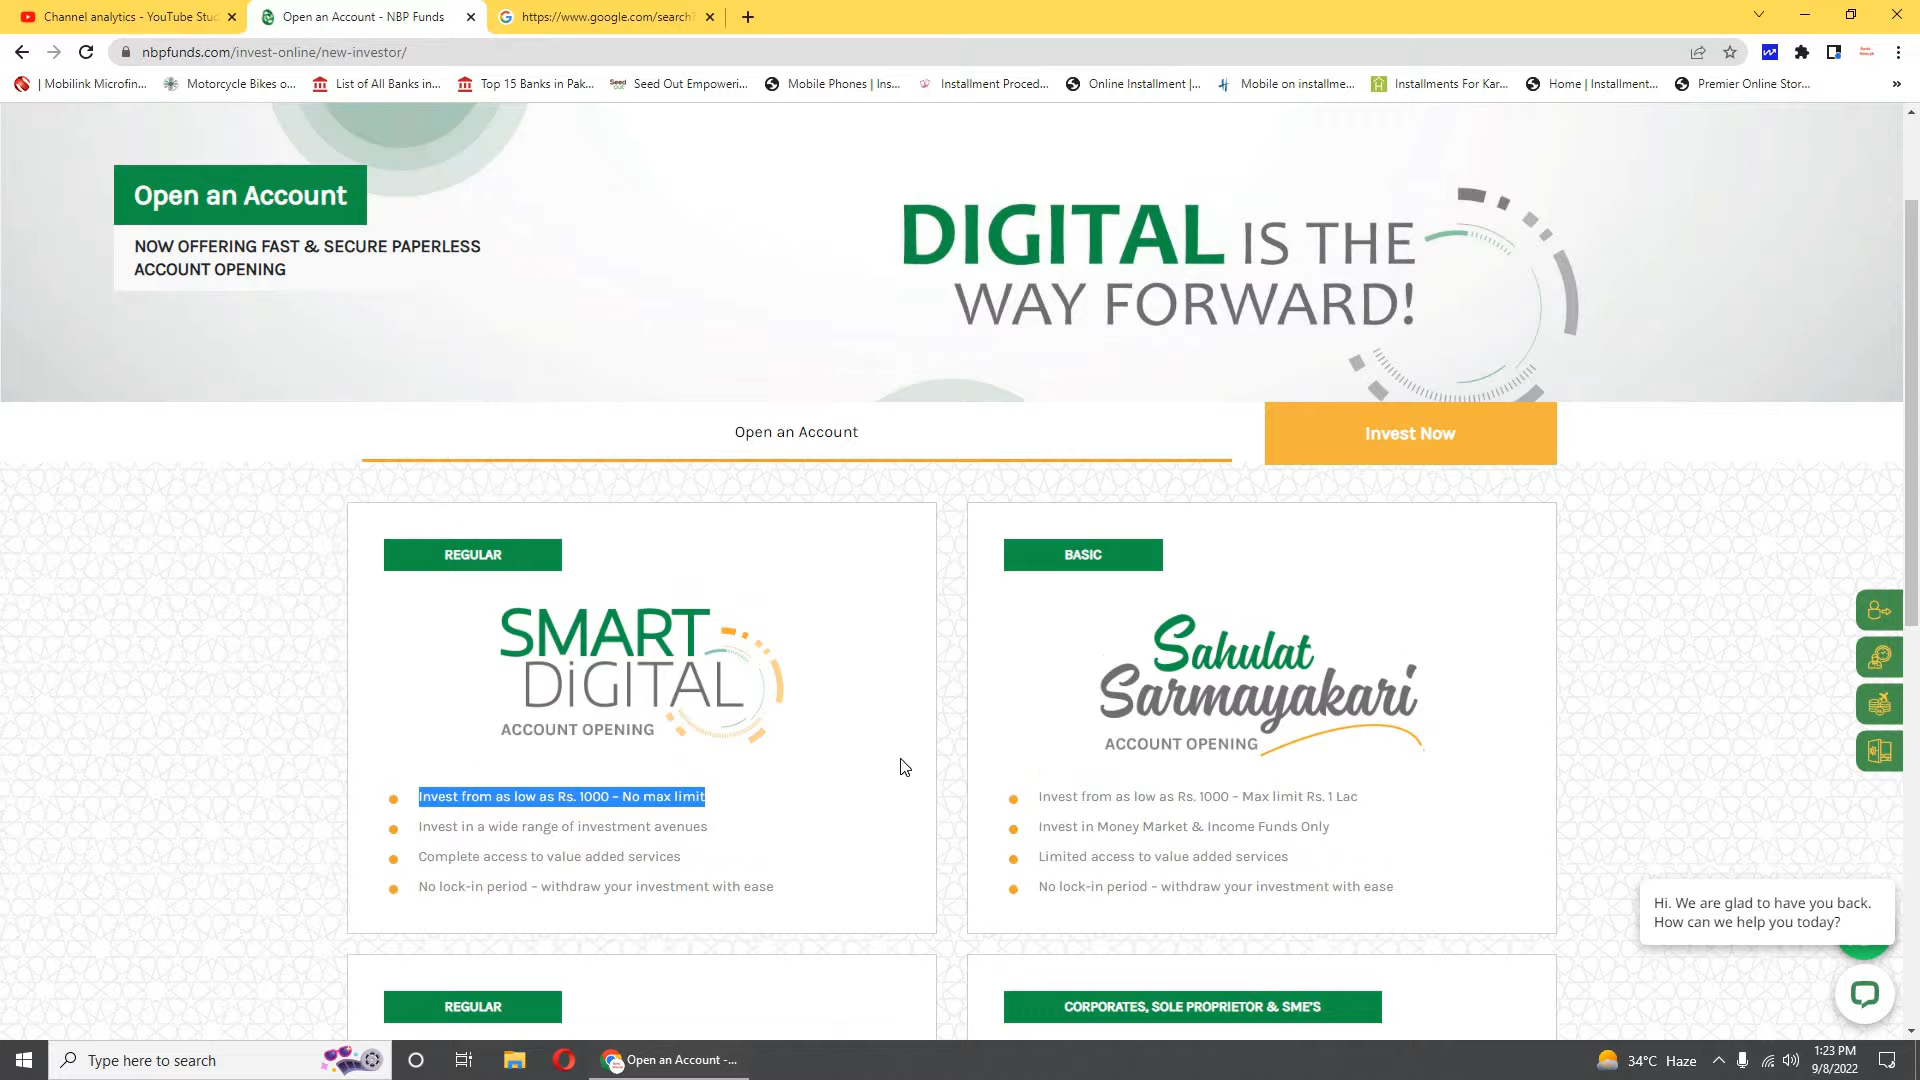 Channel analytics - YouTube Stu
Open an Account - NBP Funds
https://www.google.com/search?
nbpfunds.com/invest-online/new-investor/
| Mobilink Microfin...
Motorcycle Bikes o...
List of All Banks in...
Top 15 Banks in Pak...
Seed Out Empoweri...
Mobile Phones | Ins...
Installment Proced...
Online Installment |...
Mobile on installme...
Installments For Kar...
Home | Installment...
Premier Online Stor...
»
Open an Account
NOW OFFERING FAST & SECURE PAPERLESS
ACCOUNT OPENING
DIGITAL IS THE
WAY FORWARD!
Open an Account
Invest Now
REGULAR
SMART
DiGITAL
ACCOUNT OPENING
Invest from as low as Rs. 1000 – No max limit
Invest in a wide range of investment avenues
Complete access to value added services
No lock-in period – withdraw your investment with ease
BASIC
Sahulat
Sarmayakari
ACCOUNT OPENING
Invest from as low as Rs. 1000 – Max limit Rs. 1 Lac
Invest in Money Market & Income Funds Only
Limited access to value added services
No lock-in period – withdraw your investment with ease
Hi. We are glad to have you back.
How can we help you today?
REGULAR
CORPORATES, SOLE PROPRIETOR & SME'S
Type here to search
Open an Account -...
34°C Haze
1:23 PM
9/8/2022